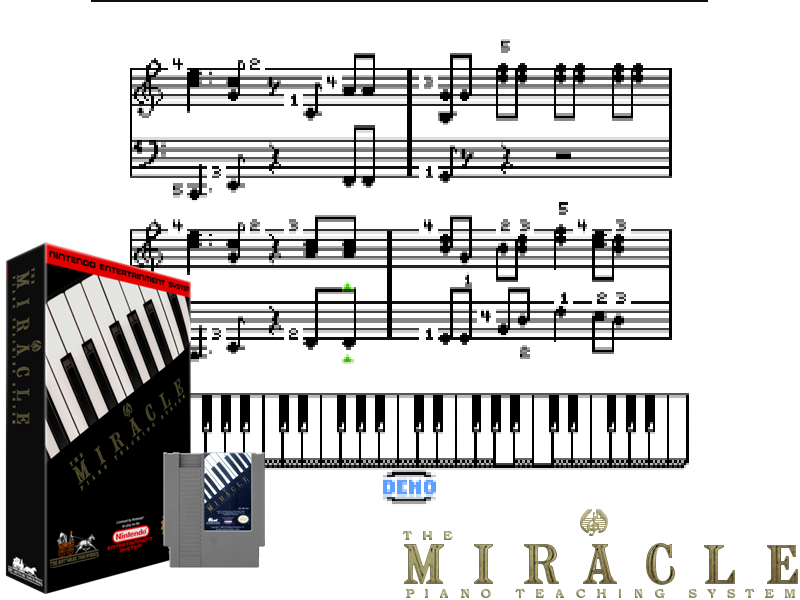 4 2 5
4 3
1
3 1
5
4 2 3 4 2 3 5 4 3
1 1 2 3
4
3 2 1
2
DEMO
NINTENDO ENTERTAINMENT SYSTEM
THE
MIRACLE
PIANO TEACHING SYSTEM
THE
MIRACLE
PIANO TEACHING SYSTEM
Nintendo
ENTERTAINMENT
SYSTEM
MIRACLE
THE
MIRACLE
PIANO TEACHING SYSTEM